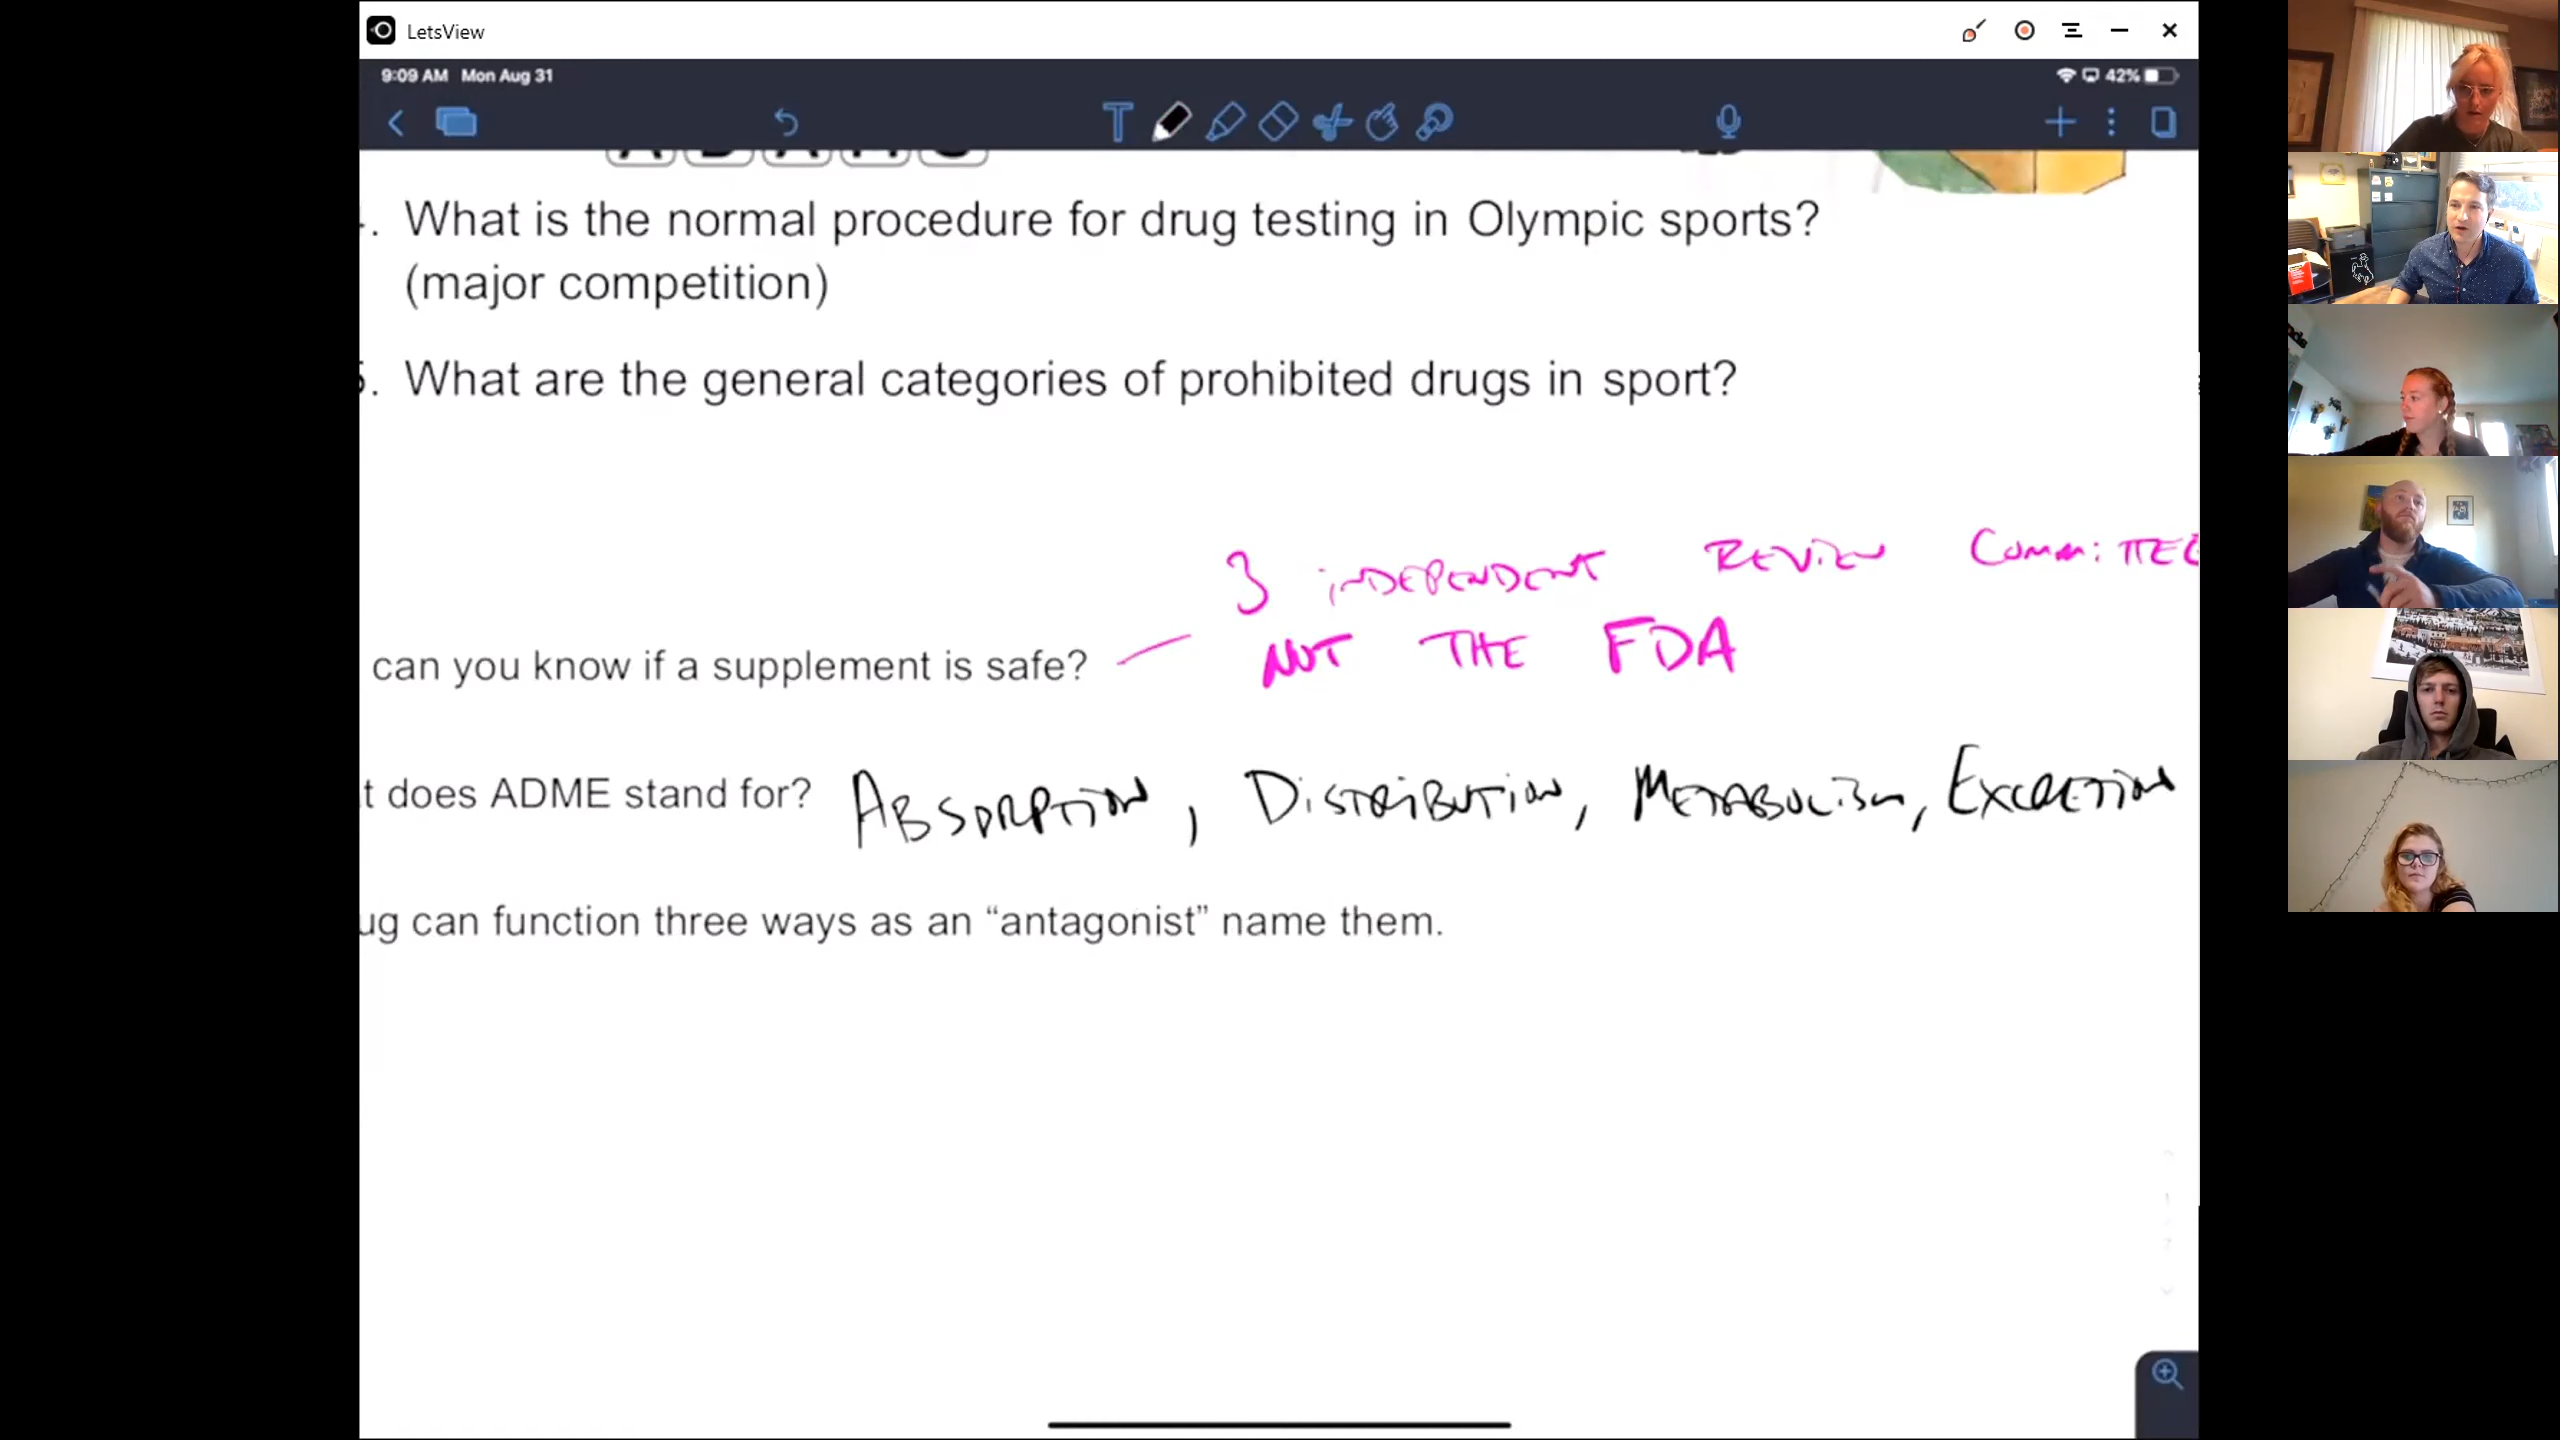 LetsView
9:09 AM Mon Aug 31
42%
. What is the normal procedure for drug testing in Olympic sports?
(major competition)
5. What are the general categories of prohibited drugs in sport?
3 iNDEPENDENT REViEW CommiTTEE
NOT THE FDA
can you know if a supplement is safe?
t does ADME stand for? ABSORPTION, DiSTRiBUTiON, METABOLiSm, EXCRETION
ug can function three ways as an “antagonist” name them.